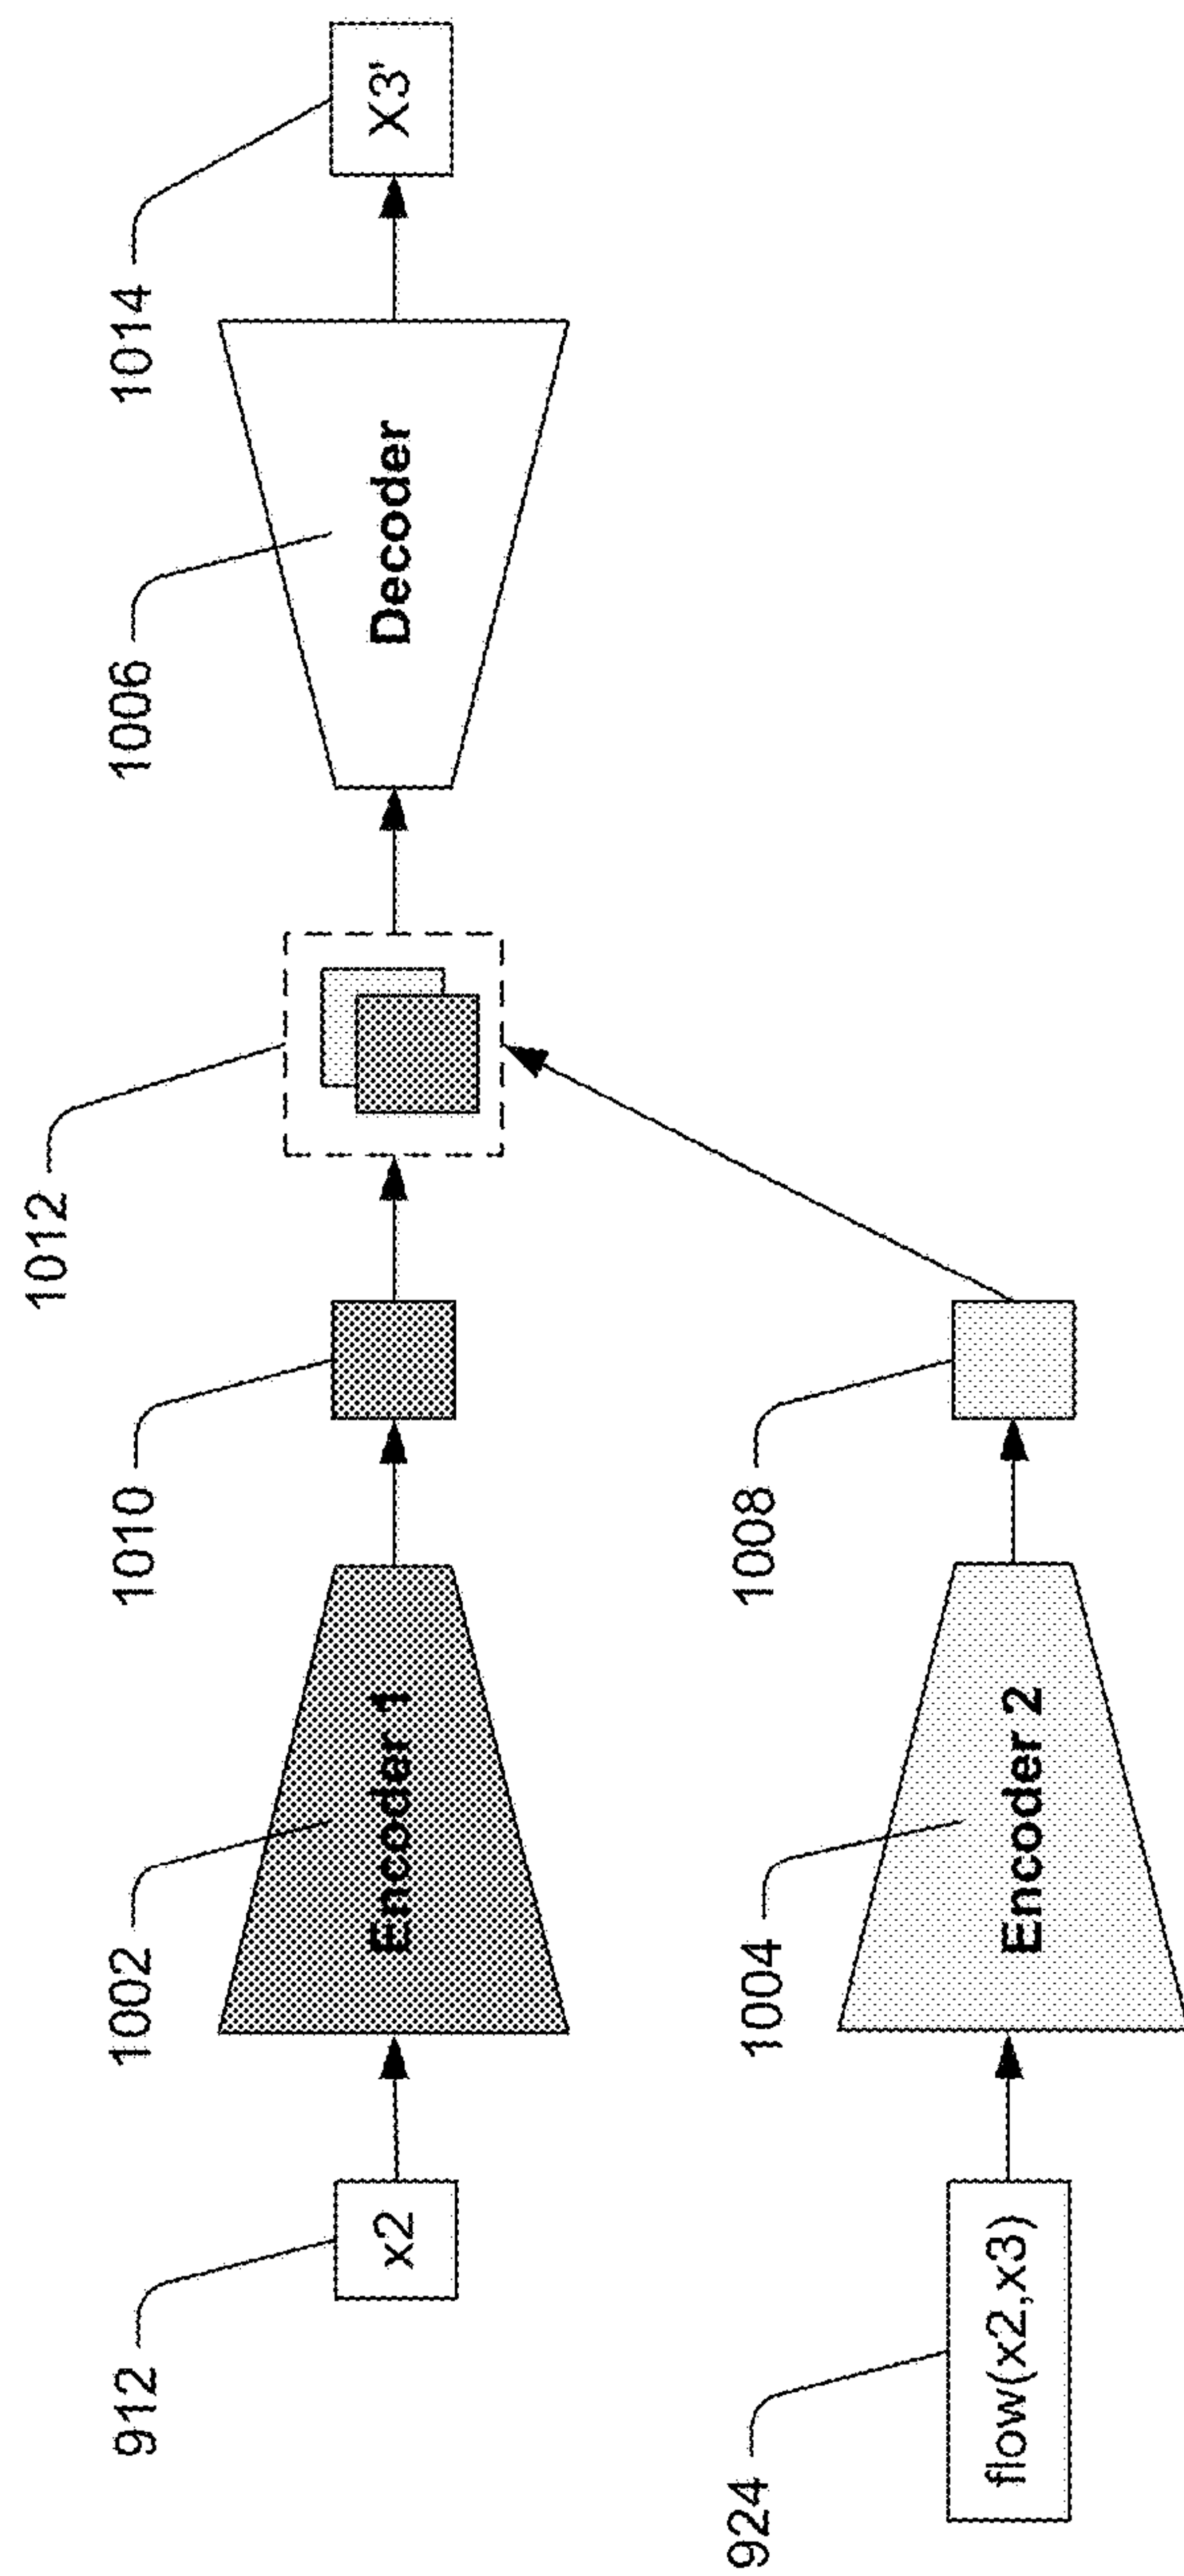 912
x2
1002
Encoder 1
1010
1012
1006
Decoder
1014
X3'
924
flow(x2,x3)
1004
Encoder 2
1008